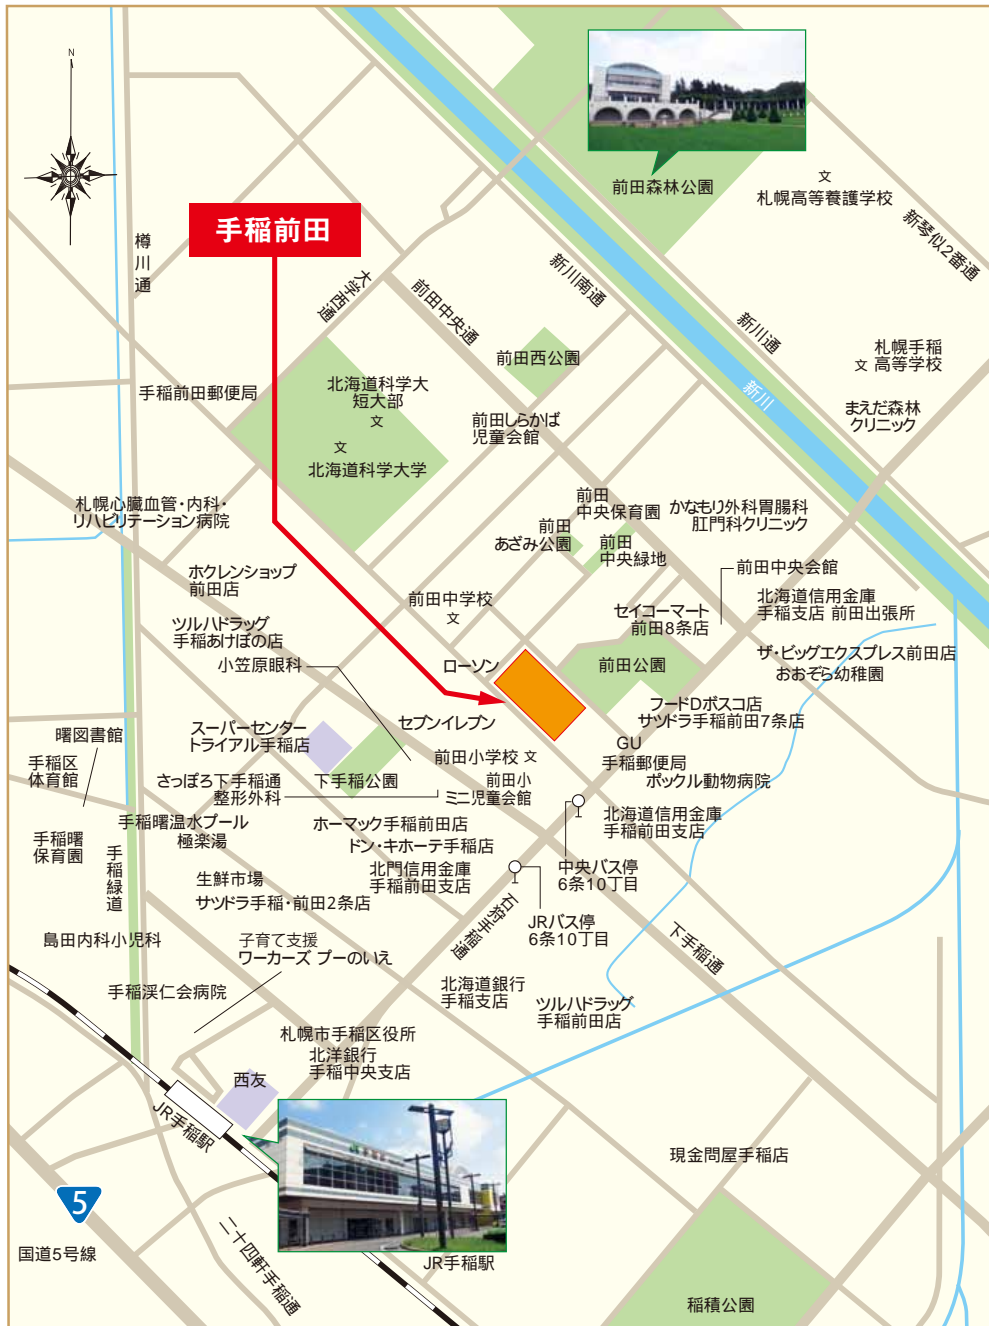 N
前田森林公園
文
札幌高等養護学校
新琴似2番通
手稲前田
樽川通
大学西通
前田中央通
新川南通
新川通
新川
札幌手稲
文 高等学校
まえだ森林
クリニック
前田西公園
手稲前田郵便局
北海道科学大
短大部
文
文
北海道科学大学
前田しらかば
児童会館
札幌心臓血管・内科・
リハビリテーション病院
前田
中央保育園
かなもり外科胃腸科
肛門科クリニック
前田
あざみ公園
前田
中央緑地
前田中央会館
ホクレンショップ
前田店
前田中学校
文
セイコーマート
前田8条店
北海道信用金庫
手稲支店 前田出張所
ツルハドラッグ
手稲あけぼの店
小笠原眼科
ローソン
前田公園
ザ・ビッグエクスプレス前田店
おおぞら幼稚園
フードDボスコ店
サツドラ手稲前田7条店
スーパーセンター
トライアル手稲店
セブンイレブン
曙図書館
手稲区
体育館
前田小学校 文
GU
手稲郵便局
ポックル動物病院
さっぽろ下手稲通
整形外科
下手稲公園
前田小
ミニ児童会館
手稲曙温水プール
極楽湯
ホーマック手稲前田店
ドン・キホーテ手稲店
北海道信用金庫
手稲前田支店
手稲曙
保育園
手稲緑道
北門信用金庫
手稲前田支店
中央バス停
6条10丁目
生鮮市場
サツドラ手稲・前田2条店
石狩手稲通
JRバス停
6条10丁目
下手稲通
島田内科小児科
子育て支援
ワーカーズ プーのいえ
手稲渓仁会病院
北海道銀行
手稲支店
ツルハドラッグ
手稲前田店
札幌市手稲区役所
北洋銀行
手稲中央支店
西友
JR手稲駅
現金問屋手稲店
5
国道5号線
二十四軒手稲通
JR手稲駅
稲積公園